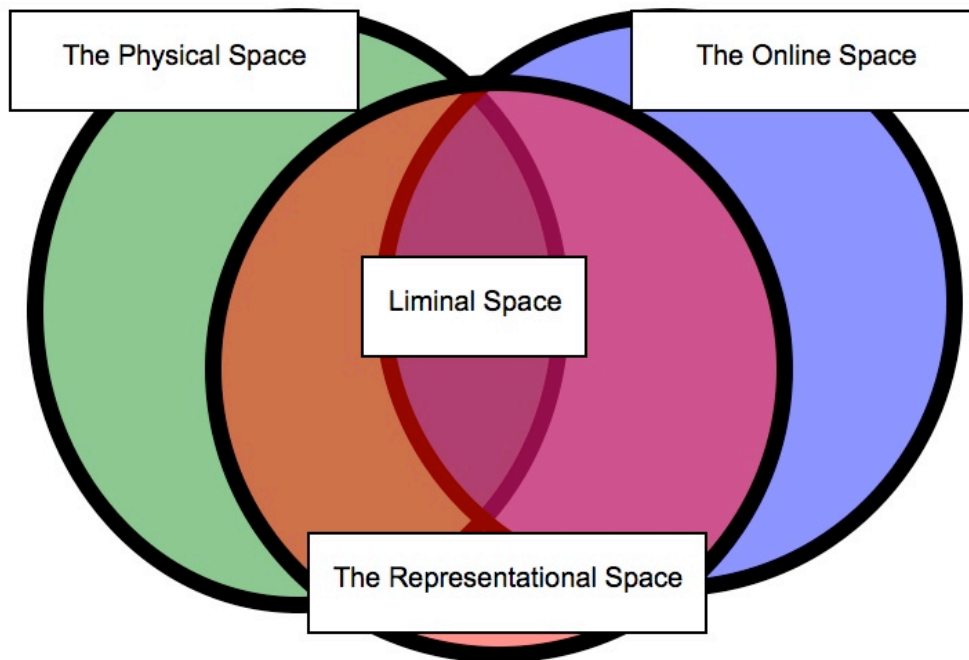 The Physical Space
The Online Space
Liminal Space
The Representational Space